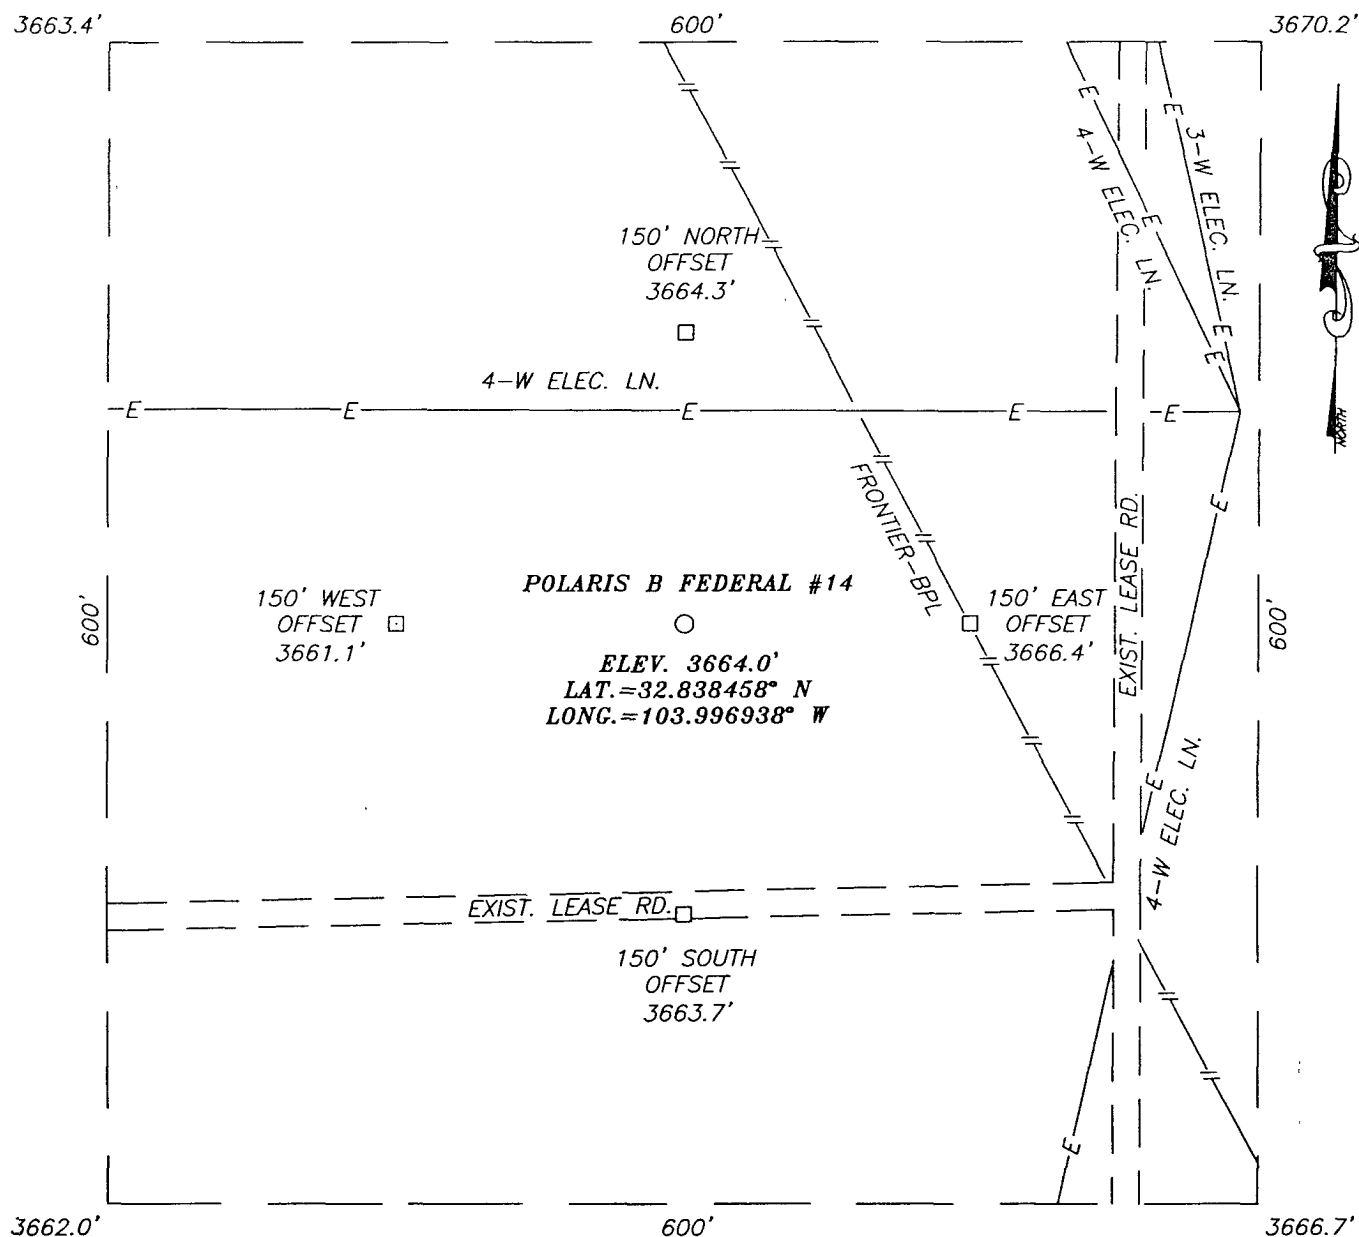 3663.4'
600'
3670.2'
4-W ELEC. LN.
3-W ELEC. LN.
E
E
E
E
150' NORTH
OFFSET
3664.3'
4-W ELEC. LN.
E
E
E
E
E
NORTH
E
FRONTIER-BPL
EXIST. LEASE RD.
600'
150' WEST
OFFSET
3661.1'
POLARIS B FEDERAL #14
ELEV. 3664.0'
LAT.=32.838458° N
LONG.=103.996938° W
150' EAST
OFFSET
3666.4'
600'
E
4-W ELEC. LN.
EXIST. LEASE RD.
150' SOUTH
OFFSET
3663.7'
E
3662.0'
600'
3666.7'